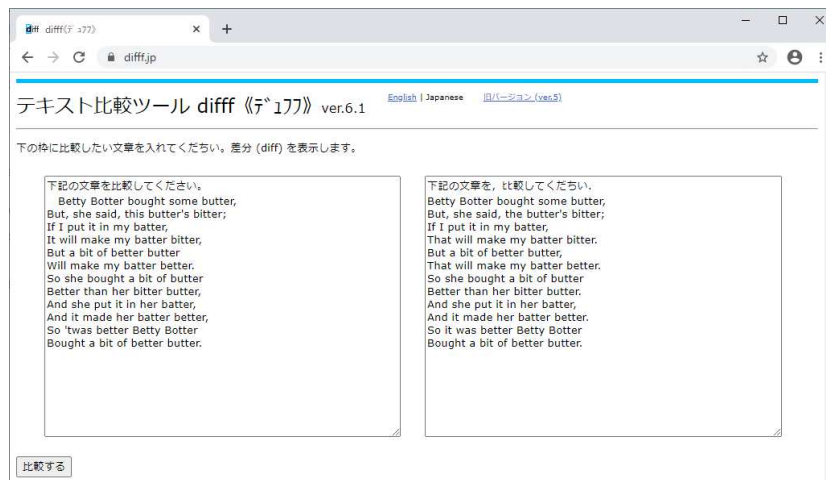 diff difff《ﾃﾞｭﾌﾌ》
difff.jp
テキスト比較ツール difff《ﾃﾞｭﾌﾌ》ver.6.1
English | Japanese 旧バージョン (ver.5)
下の枠に比較したい文章を入れてくだちい。差分 (diff) を表示します。
下記の文章を比較してください。
Betty Botter bought some butter,
But, she said, this butter's bitter;
If I put it in my batter,
It will make my batter bitter,
But a bit of better butter
Will make my batter better.
So she bought a bit of butter
Better than her bitter butter,
And she put it in her batter,
And it made her batter better,
So 'twas better Betty Botter
Bought a bit of better butter.
下記の文章を，ﾋﾋ較してくだちい．
Betty Botter bought some butter,
But, she said, the butter's bitter;
If I put it in my batter,
That will make my batter bitter.
But a bit of better butter,
That will make my batter better.
So she bought a bit of butter
Better than her bitter butter.
And she put it in her batter,
And it made her batter better.
So it was better Betty Botter
Bought a bit of better butter.
比較する